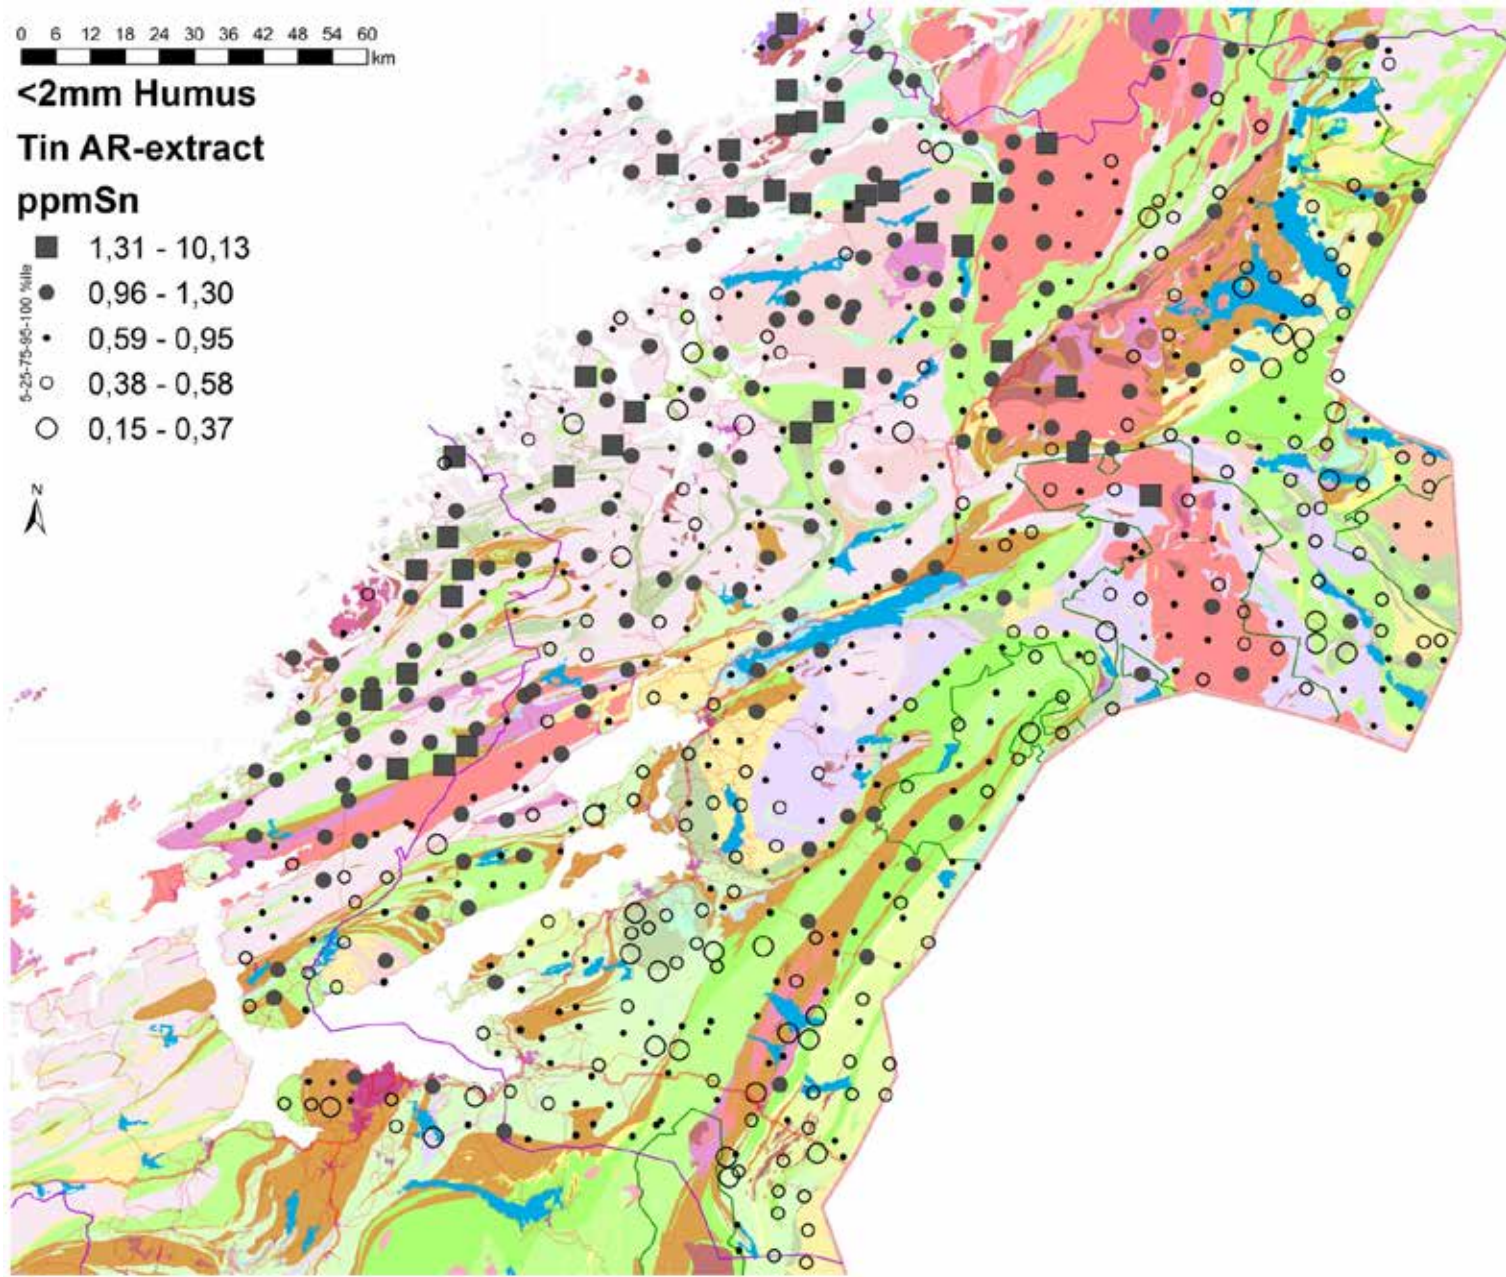 0 6 12 18 24 30 36 42 48 54 60
km
<2mm Humus
Tin AR-extract
ppmSn
5-25-75-95-100 %ile
1,31 - 10,13
0,96 - 1,30
0,59 - 0,95
0,38 - 0,58
0,15 - 0,37
N